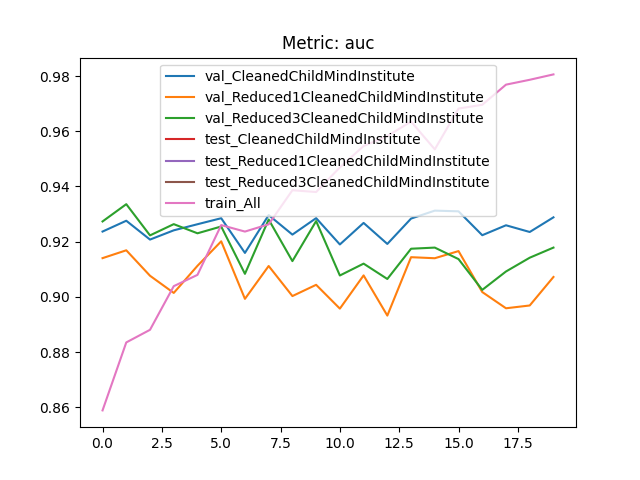 Metric: auc
val_CleanedChildMindInstitute
val_Reduced1CleanedChildMindInstitute
val_Reduced3CleanedChildMindInstitute
test_CleanedChildMindInstitute
test_Reduced1CleanedChildMindInstitute
test_Reduced3CleanedChildMindInstitute
train_All
0.98
0.96
0.94
0.92
0.90
0.88
0.86
0.0 2.5 5.0 7.5 10.0 12.5 15.0 17.5